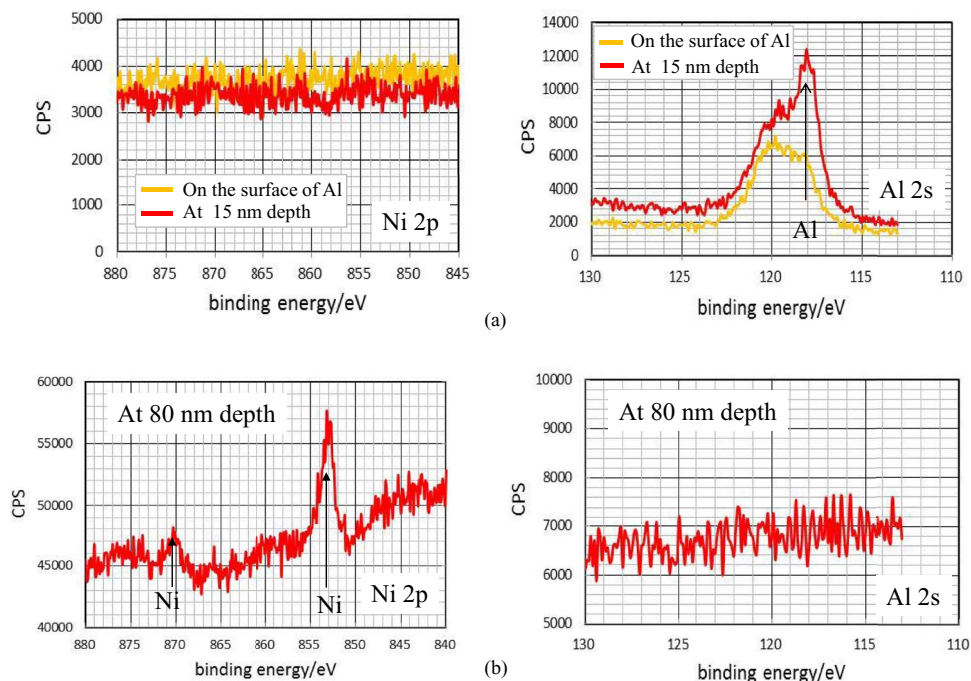 5000
4000
3000
2000
1000
0
CPS
On the surface of Al
At 15 nm depth
Ni 2p
880 875 870 865 860 855 850 845
binding energy/eV
14000
12000
10000
8000
6000
4000
2000
0
CPS
On the surface of Al
At 15 nm depth
Al 2s
Al
130 125 120 115 110
binding energy/eV
(a)
60000
55000
50000
45000
40000
CPS
At 80 nm depth
Ni
Ni
Ni 2p
880 875 870 865 860 855 850 845 840
binding energy/eV
10000
9000
8000
7000
6000
5000
CPS
At 80 nm depth
Al 2s
130 125 120 115 110
binding energy/eV
(b)